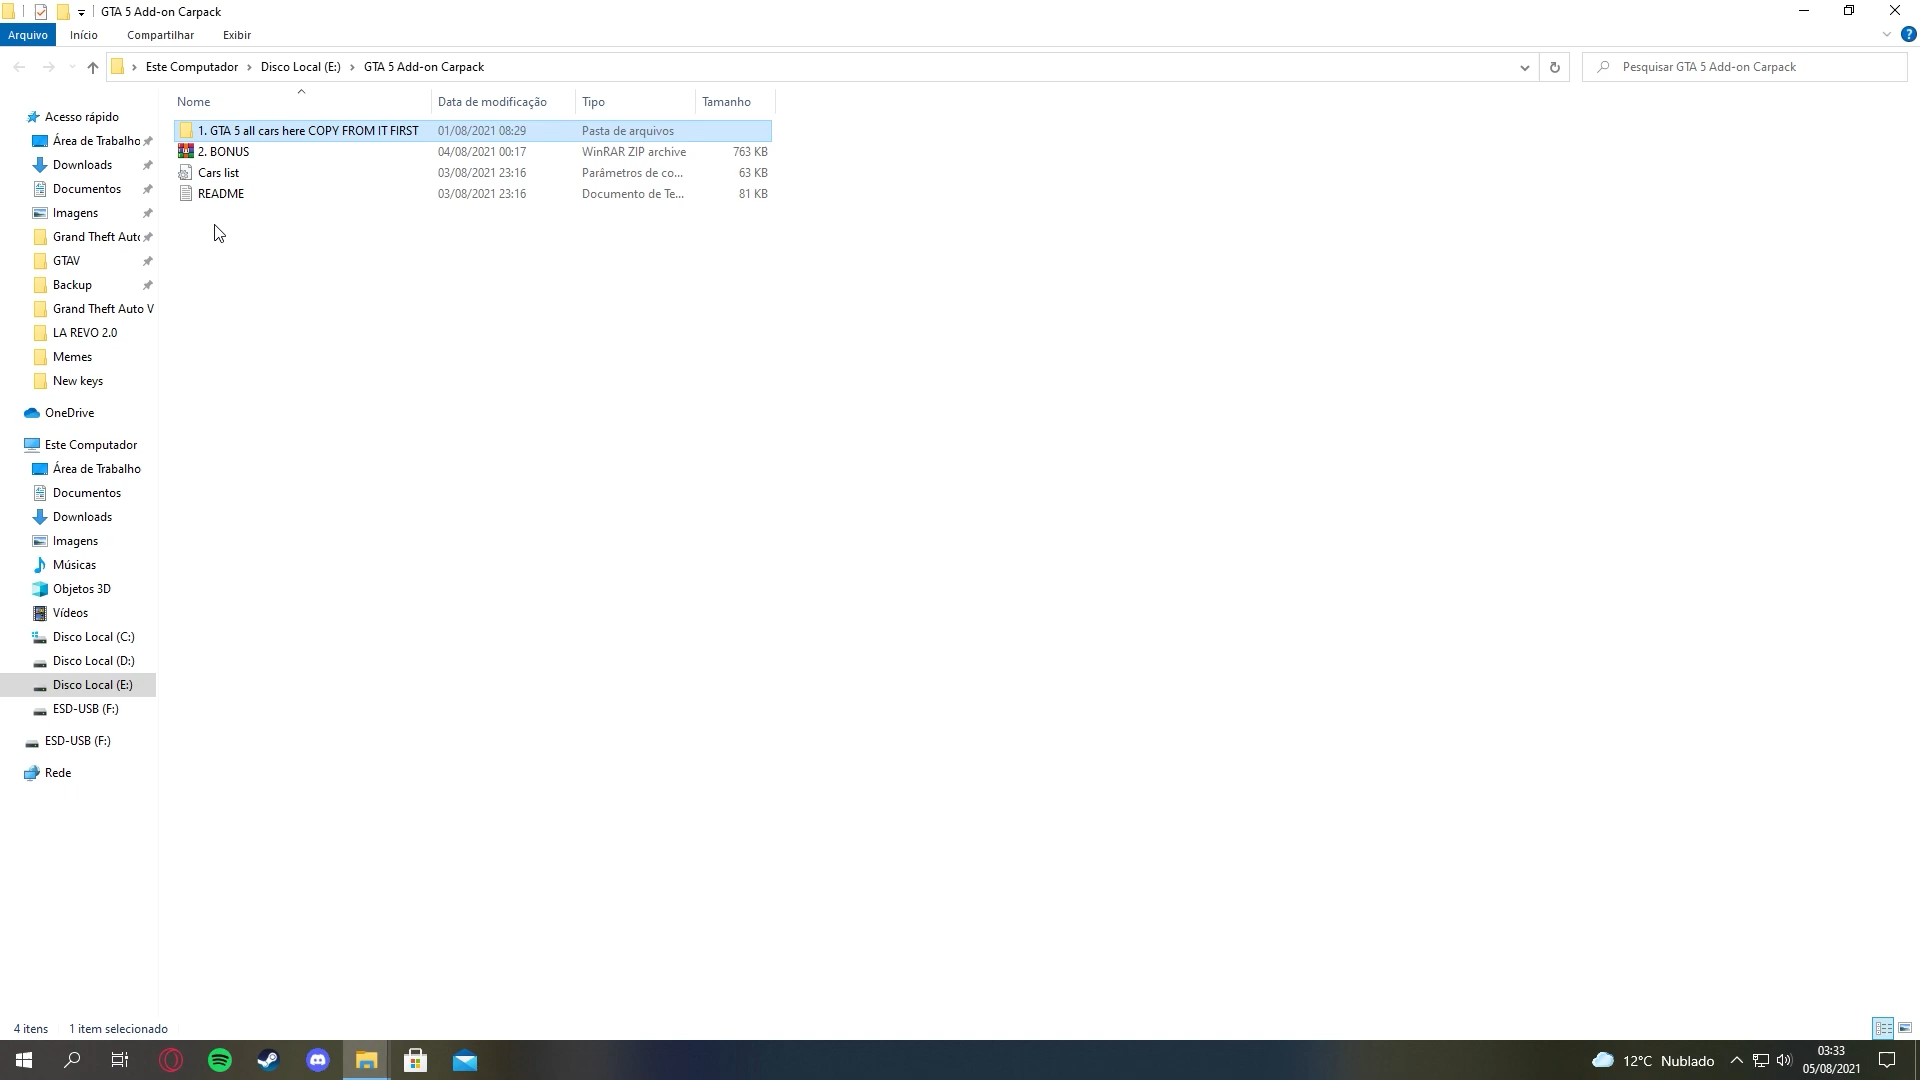 GTA 5 Add-on Carpack
Arquivo Início Compartilhar Exibir
Este Computador Disco Local (E:) GTA 5 Add-on Carpack
Pesquisar GTA 5 Add-on Carpack
Nome Data de modificação Tipo Tamanho
1. GTA 5 all cars here COPY FROM IT FIRST 01/08/2021 08:29 Pasta de arquivos
2. BONUS 04/08/2021 00:17 WinRAR ZIP archive 763 KB
Cars list 03/08/2021 23:16 Parâmetros de co... 63 KB
README 03/08/2021 23:16 Documento de Te... 81 KB
Acesso rápido
Área de Trabalho
Downloads
Documentos
Imagens
Grand Theft Auto
GTAV
Backup
Grand Theft Auto V
LA REVO 2.0
Memes
New keys
OneDrive
Este Computador
Área de Trabalho
Documentos
Downloads
Imagens
Músicas
Objetos 3D
Vídeos
Disco Local (C:)
Disco Local (D:)
Disco Local (E:)
ESD-USB (F:)
ESD-USB (F:)
Rede
4 itens 1 item selecionado
12°C Nublado
03:33
05/08/2021